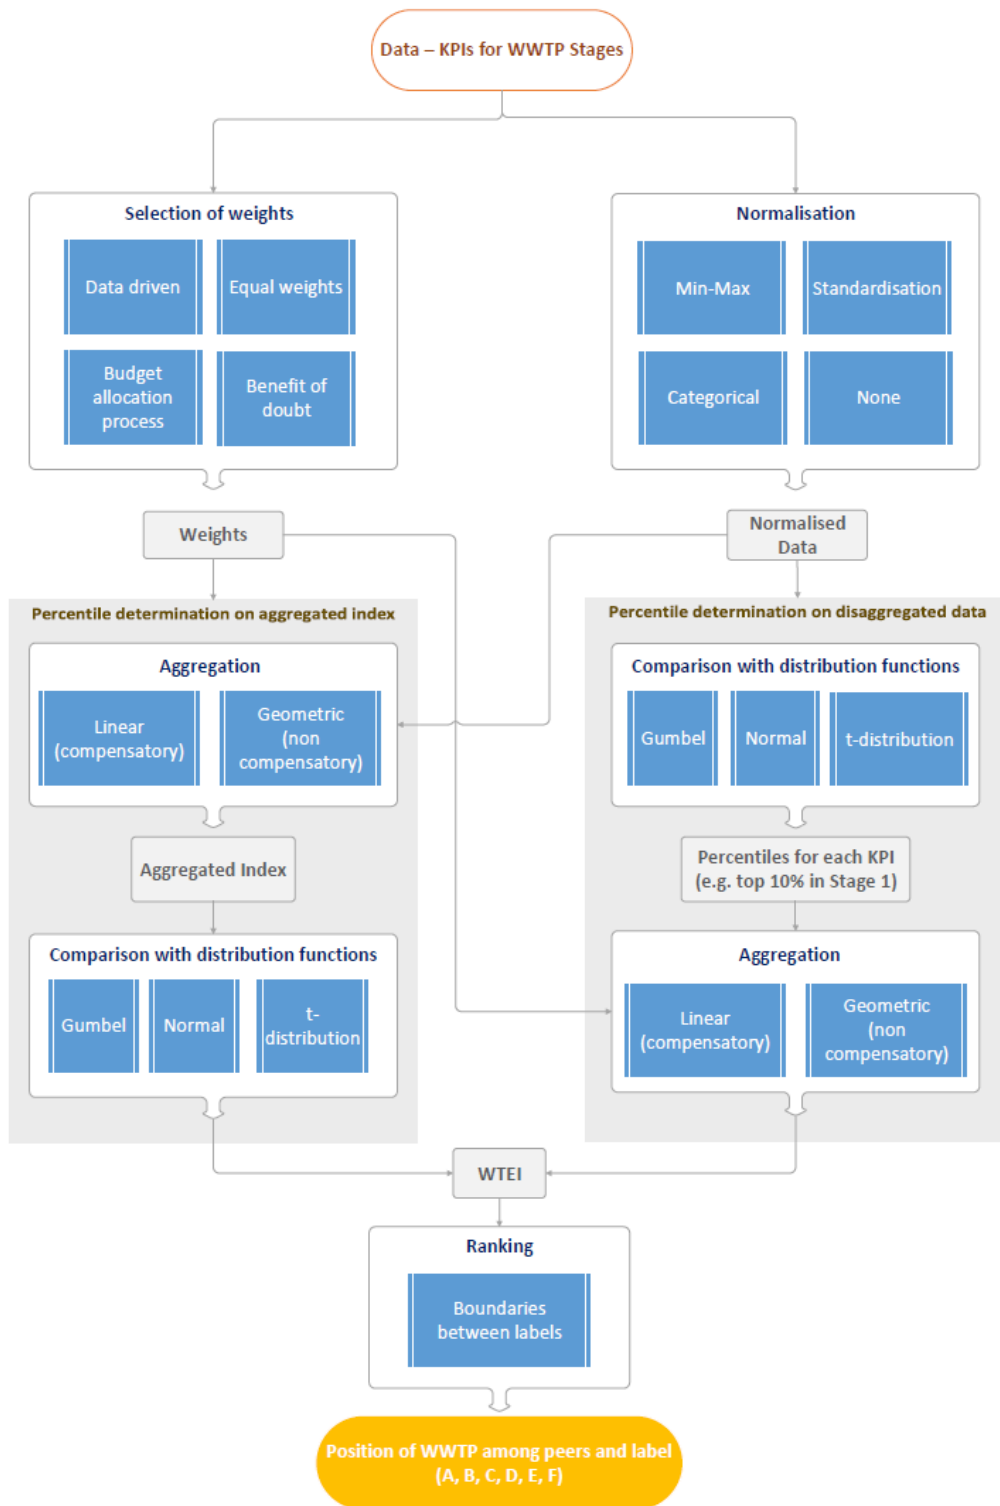 Data – KPIs for WWTP Stages
Selection of weights
Data driven
Equal weights
Budget
allocation
process
Benefit of
doubt
Normalisation
Min-Max
Standardisation
Categorical
None
Weights
Normalised
Data
Percentile determination on aggregated index
Aggregation
Linear
(compensatory)
Geometric
(non
compensatory)
Aggregated Index
Comparison with distribution functions
Gumbel
Normal
t-
distribution
Percentile determination on disaggregated data
Comparison with distribution functions
Gumbel
Normal
t-distribution
Percentiles for each KPI
(e.g. top 10% in Stage 1)
Aggregation
Linear
(compensatory)
Geometric
(non
compensatory)
WTEI
Ranking
Boundaries
between labels
Position of WWTP among peers and label
(A, B, C, D, E, F)